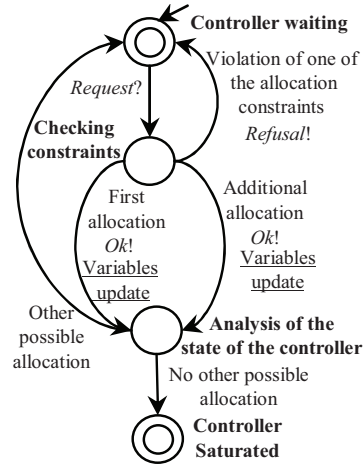 Controller waiting
Request?
Violation of one of
the allocation
constraints
Refusal!
Checking
constraints
First
allocation
Ok!
Variables
update
Additional
allocation
Ok!
Variables
update
Other
possible
allocation
Analysis of the
state of the controller
No other possible
allocation
Controller
Saturated